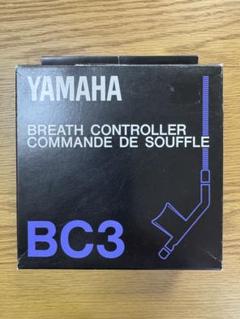 YAMAHA
BREATH CONTROLLER
COMMANDE DE SOUFFLE
BC3